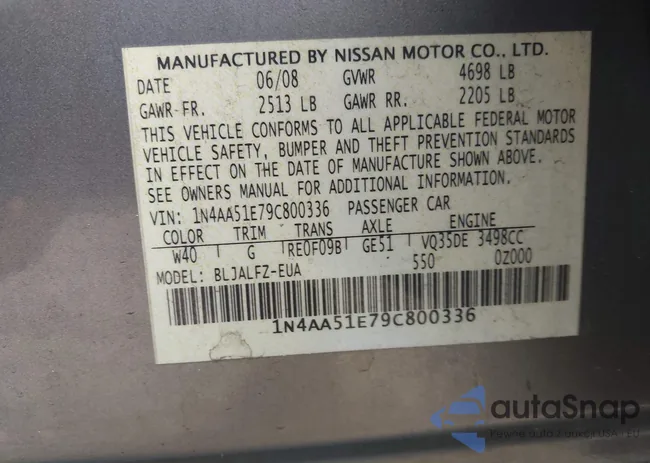 MANUFACTURED BY NISSAN MOTOR CO., LTD.
DATE 06/08 GVWR 4698 LB
GAWR-FR. 2513 LB GAWR RR. 2205 LB
THIS VEHICLE CONFORMS TO ALL APPLICABLE FEDERAL MOTOR
VEHICLE SAFETY, BUMPER AND THEFT PREVENTION STANDARDS
IN EFFECT ON THE DATE OF MANUFACTURE SHOWN ABOVE.
SEE OWNERS MANUAL FOR ADDITIONAL INFORMATION.
VIN: 1N4AA51E79C800336 PASSENGER CAR
COLOR TRIM TRANS AXLE ENGINE
W40 G RE0F09B GE51 VQ35DE 3498CC
MODEL: BLJALFZ-EUA 550 0Z000
1N4AA51E79C800336
autoSnap